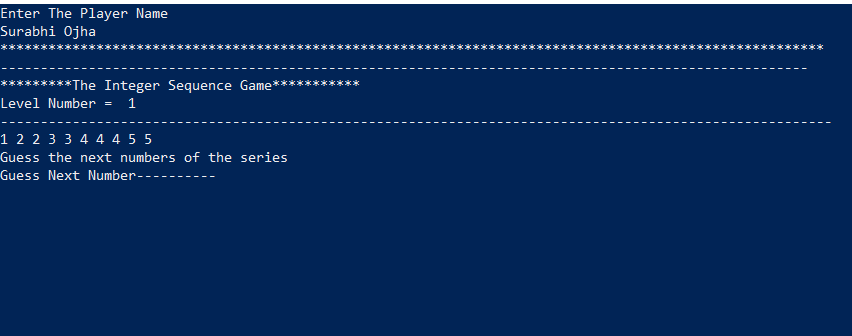 Enter The Player Name
Surabhi Ojha
*******************************************************************************************************
-----------------------------------------------------------------------------------------------------
*********The Integer Sequence Game***********
Level Number =  1
--------------------------------------------------------------------------------------------------------
1 2 2 3 3 4 4 4 5 5
Guess the next numbers of the series
Guess Next Number----------